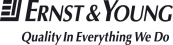 ERNST & YOUNG
Quality In Everything We Do